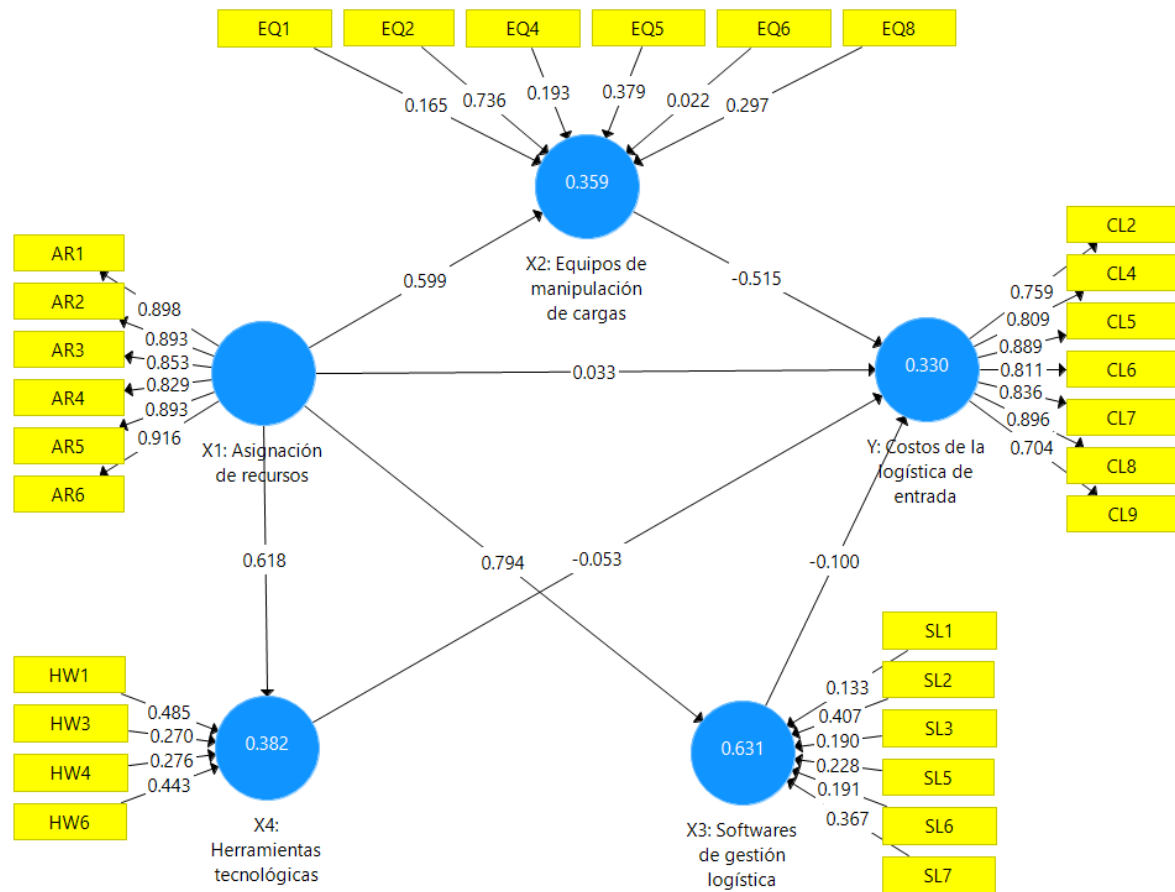 EQ1
EQ2
EQ4
EQ5
EQ6
EQ8
0.165
0.736
0.193
0.379
0.022
0.297
0.359
X2: Equipos de
manipulación
de cargas
AR1
AR2
AR3
AR4
AR5
AR6
0.898
0.893
0.853
0.829
0.893
0.916
X1: Asignación
de recursos
0.599
-0.515
0.033
0.618
0.794
-0.053
-0.100
0.330
Y: Costos de la
logística de
entrada
CL2
CL4
CL5
CL6
CL7
CL8
CL9
0.759
0.809
0.889
0.811
0.836
0.896
0.704
HW1
HW3
HW4
HW6
0.485
0.270
0.276
0.443
0.382
X4:
Herramientas
tecnológicas
0.631
X3: Softwares
de gestión
logística
SL1
SL2
SL3
SL5
SL6
SL7
0.133
0.407
0.190
0.228
0.191
0.367